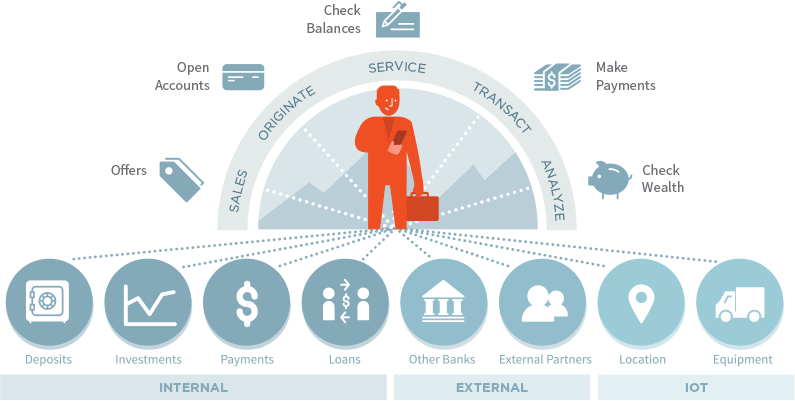 Check
Balances
Open
Accounts
Make
Payments
Offers
Check
Wealth
SALES
ORIGINATE
SERVICE
TRANSACT
ANALYZE
$
$
$
Deposits
Investments
Payments
Loans
Other Banks
External Partners
Location
Equipment
INTERNAL
EXTERNAL
IOT